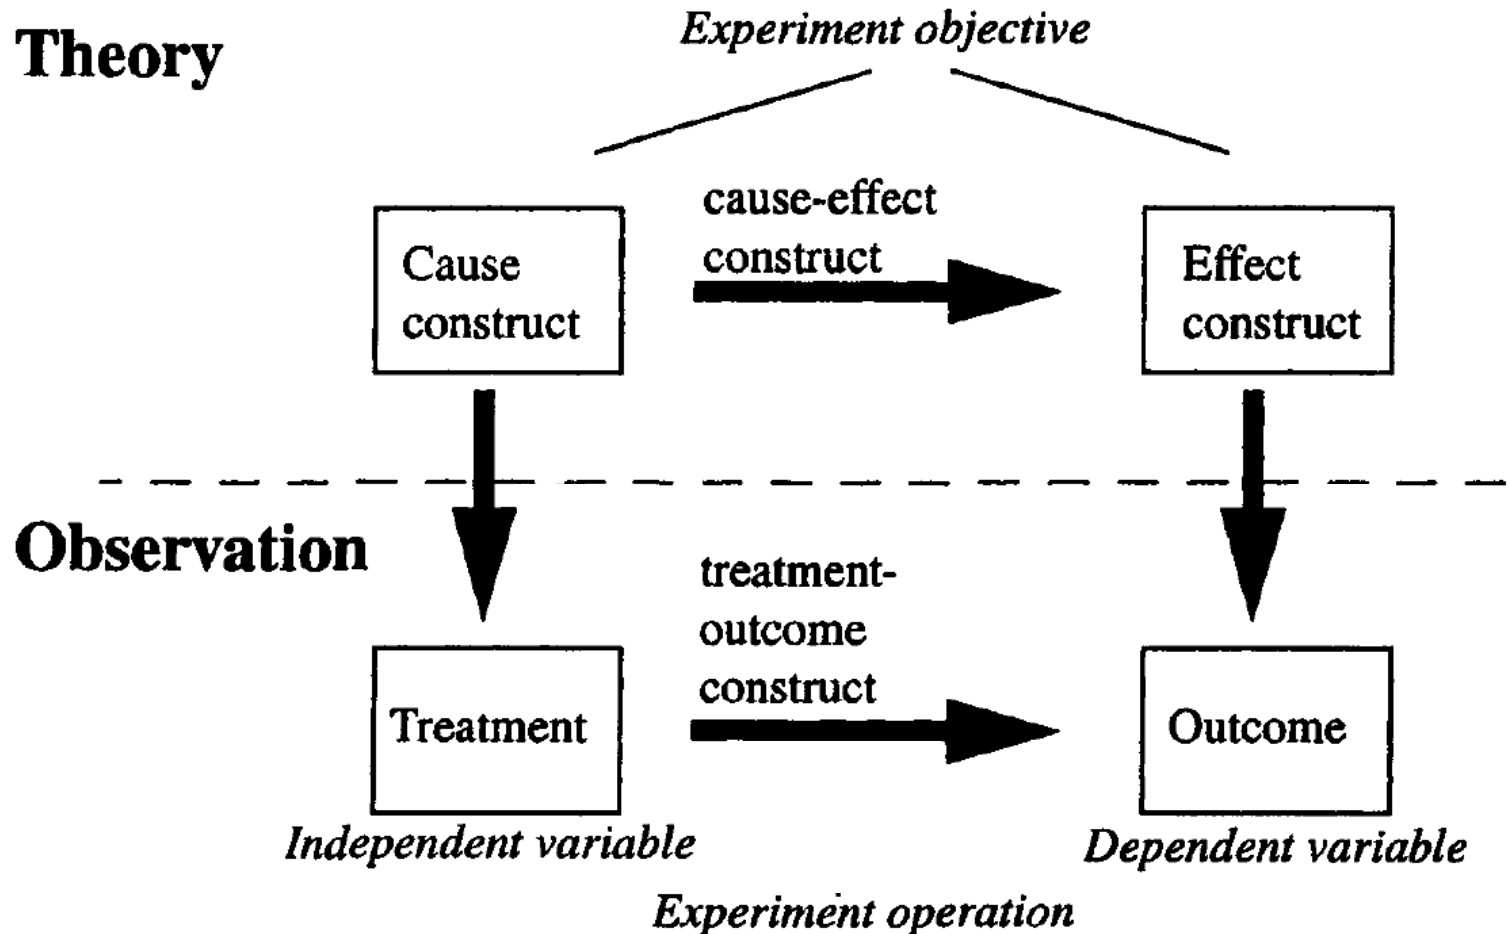 Experiment objective
Theory
cause-effect
construct
Cause
construct
Effect
construct
Observation
treatment-
outcome
construct
Treatment
Outcome
Independent variable
Dependent variable
Experiment operation